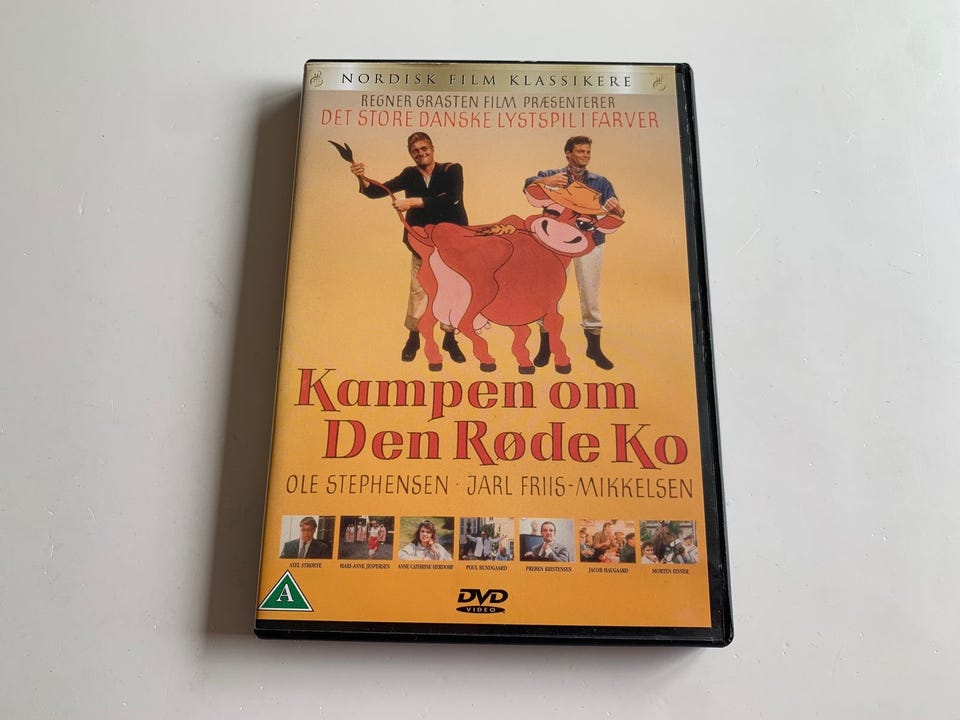 NORDISK FILM KLASSIKERE
REGNER GRASTEN FILM PRÆSENTERER
DET STORE DANSKE LYSTSPIL I FARVER
Kampen om
Den Røde Ko
OLE STEPHENSEN · JARL FRIIS-MIKKELSEN
AXEL STRØBYE MARI-ANNE JESPERSEN ANNE CATHRINE HERDORF POUL BUNDGAARD PREBEN KRISTENSEN JACOB HAUGAARD MORTEN EISNER
A
DVD
VIDEO